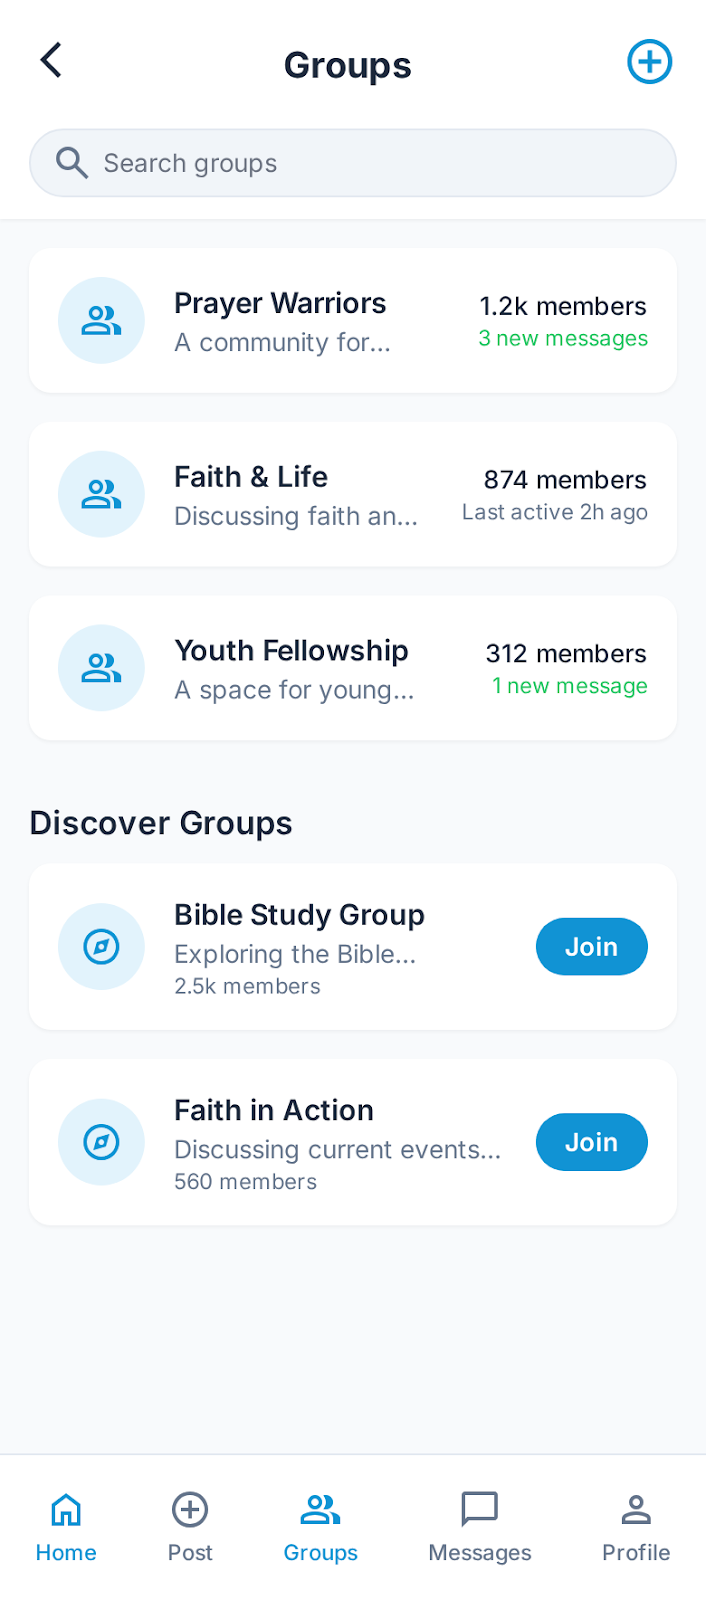 Groups
Search groups
Prayer Warriors
A community for...
1.2k members
3 new messages
Faith & Life
Discussing faith an...
874 members
Last active 2h ago
Youth Fellowship
A space for young...
312 members
1 new message
Discover Groups
Bible Study Group
Exploring the Bible...
2.5k members
Join
Faith in Action
Discussing current events...
560 members
Join
Home
Post
Groups
Messages
Profile